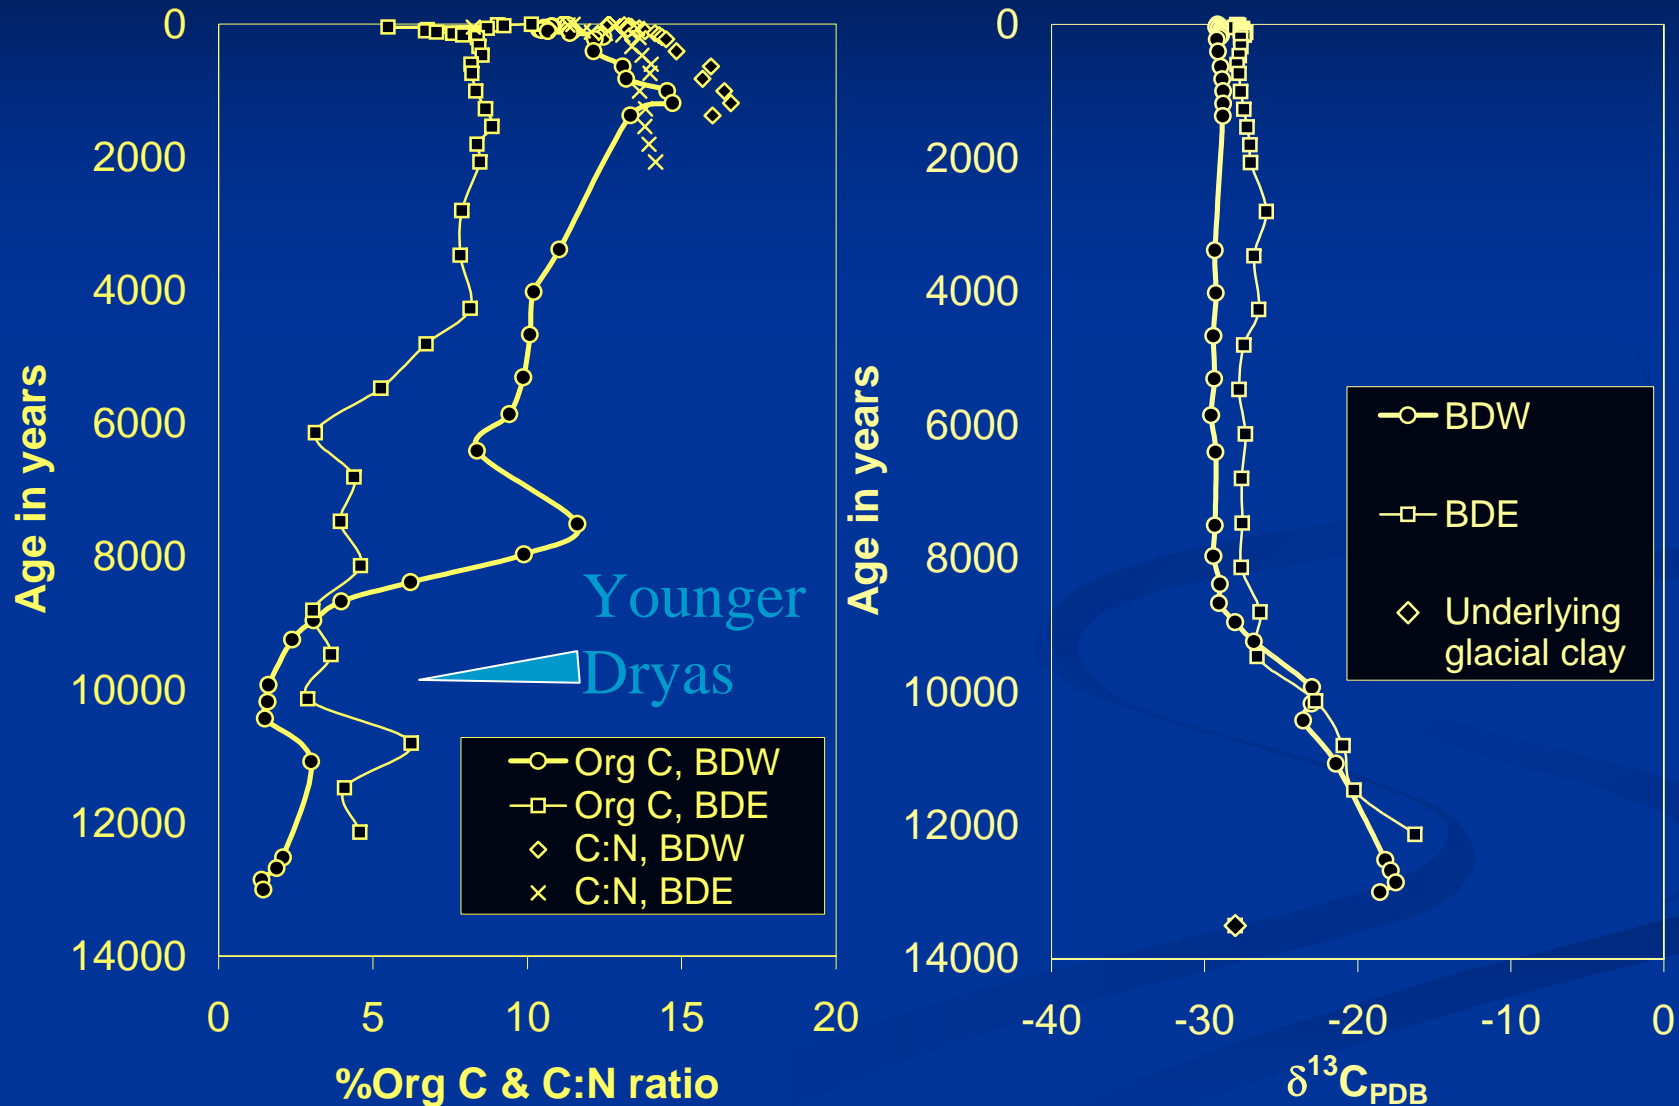 0
2000
4000
6000
8000
10000
12000
14000
Age in years
0 5 10 15 20
%Org C & C:N ratio
Younger
Dryas
Org C, BDW
Org C, BDE
C:N, BDW
C:N, BDE
0
2000
4000
6000
8000
10000
12000
14000
Age in years
-40 -30 -20 -10 0
δ¹³C_PDB
BDW
BDE
Underlying
glacial clay